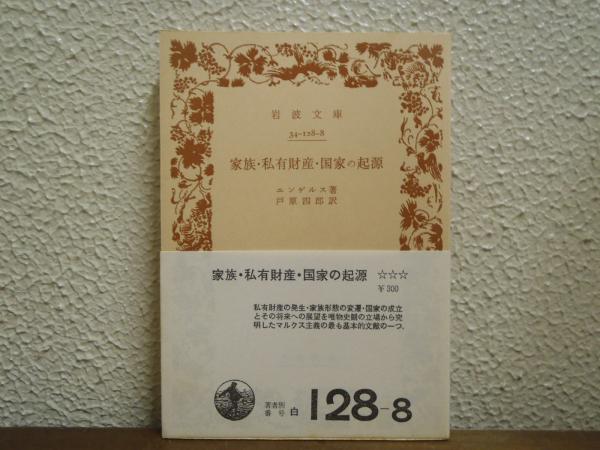 岩波文庫
34-128-8
家族・私有財産・国家の起源
エンゲルス著
戸原四郎訳
家族・私有財産・国家の起源 ☆☆☆
￥300
私有財産の発生・家族形態の変遷・国家の成立
とその将来への展望を唯物史観の立場から究
明したマルクス主義の最も基本的文献の一つ．
著者別
番号 白 128-8